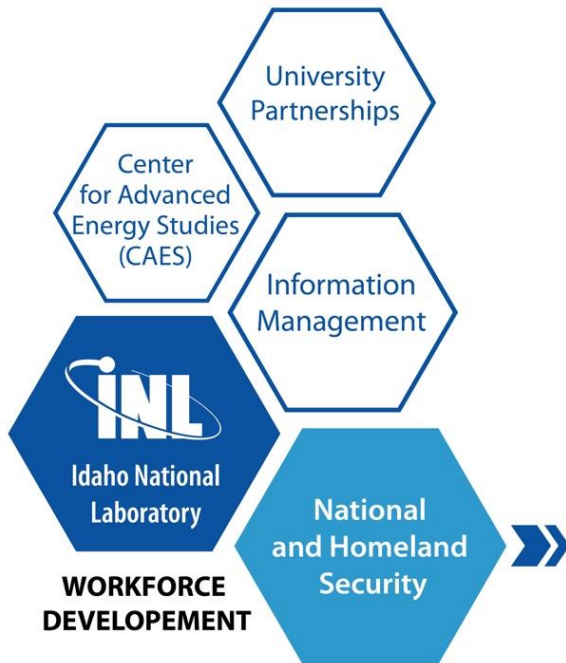 University
Partnerships
Center
for Advanced
Energy Studies
(CAES)
Information
Management
INL
Idaho National
Laboratory
National
and Homeland
Security
WORKFORCE
DEVELOPEMENT